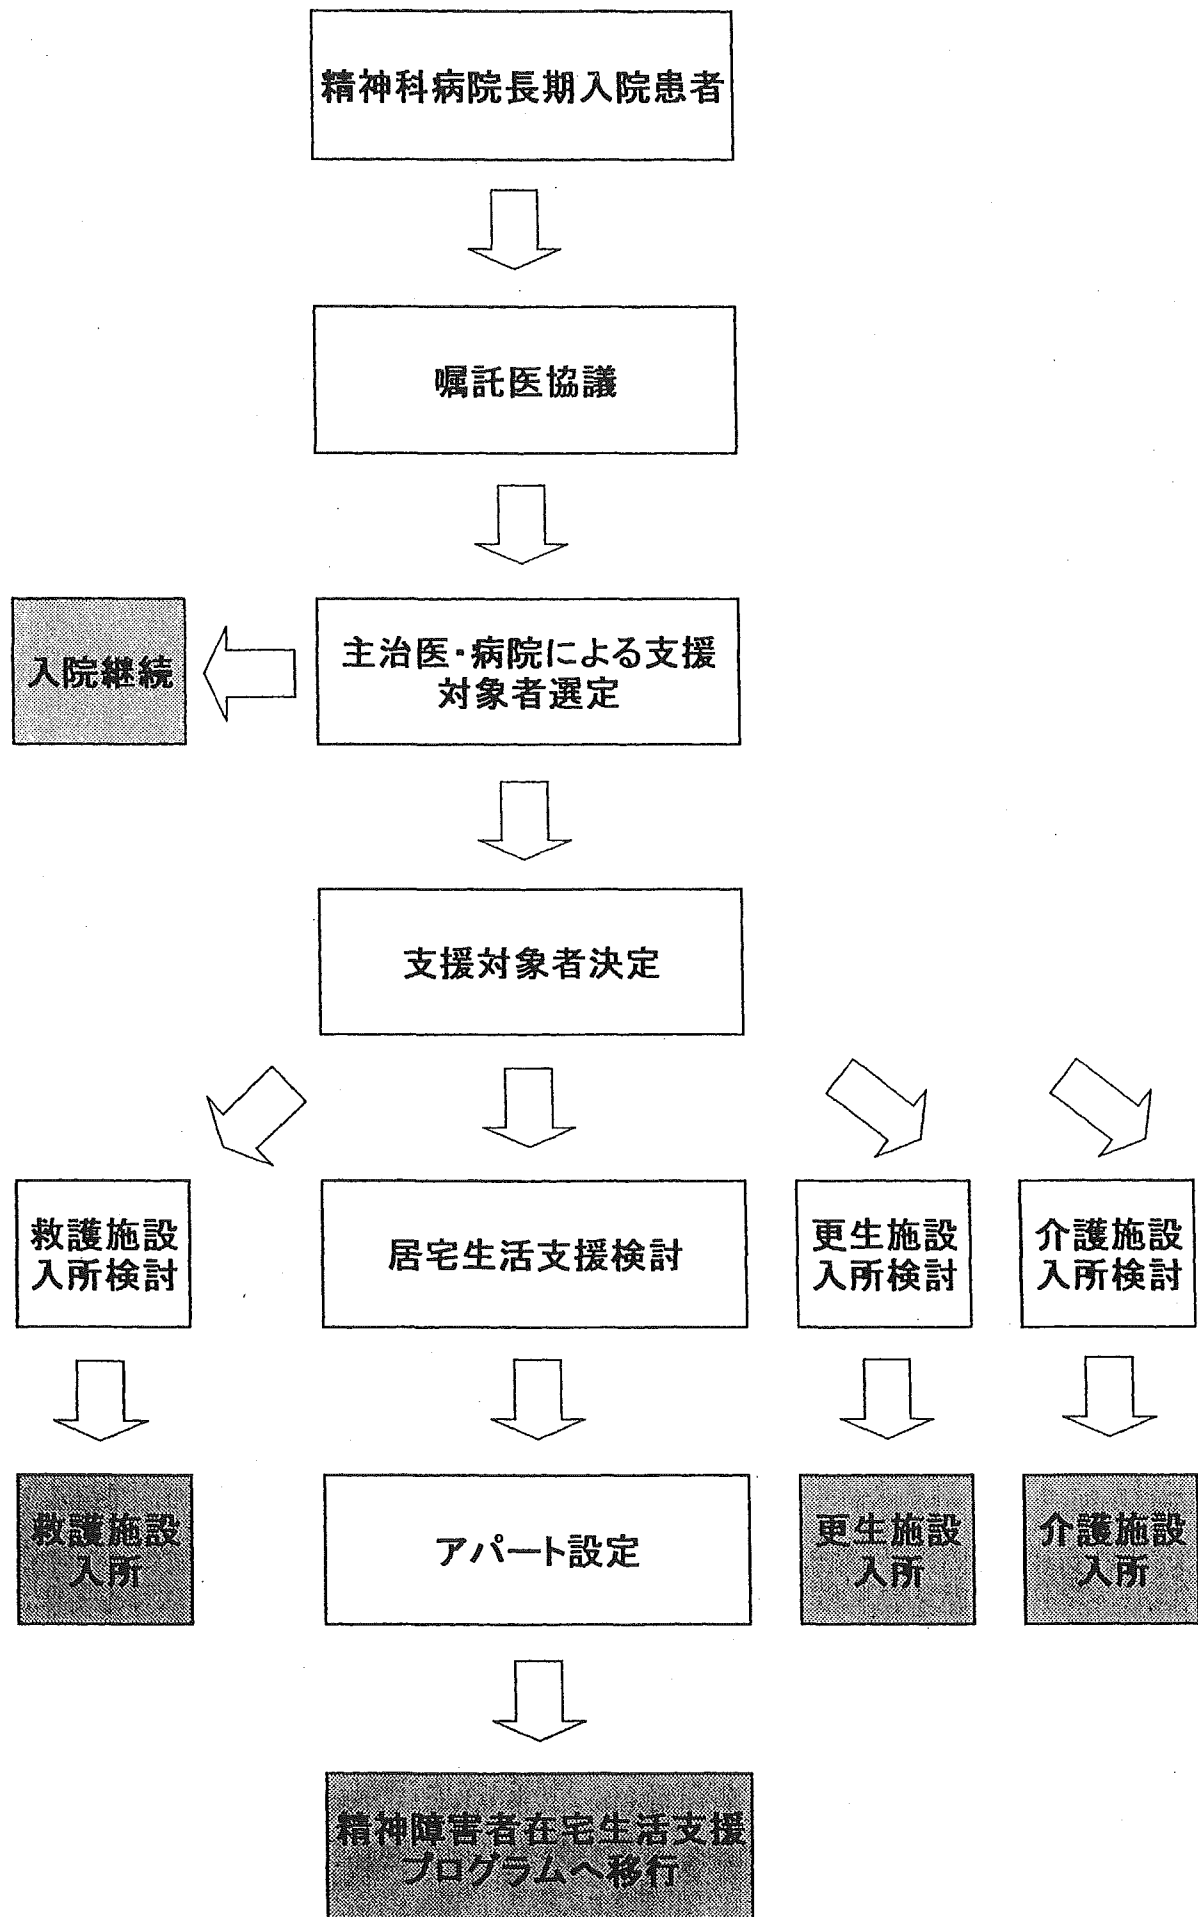 精神科病院長期入院患者
嘱託医協議
入院継続
主治医・病院による支援
対象者選定
支援対象者決定
救護施設
入所検討
居宅生活支援検討
更生施設
入所検討
介護施設
入所検討
救護施設
入所
アパート設定
更生施設
入所
介護施設
入所
精神障害者在宅生活支援
プログラムへ移行